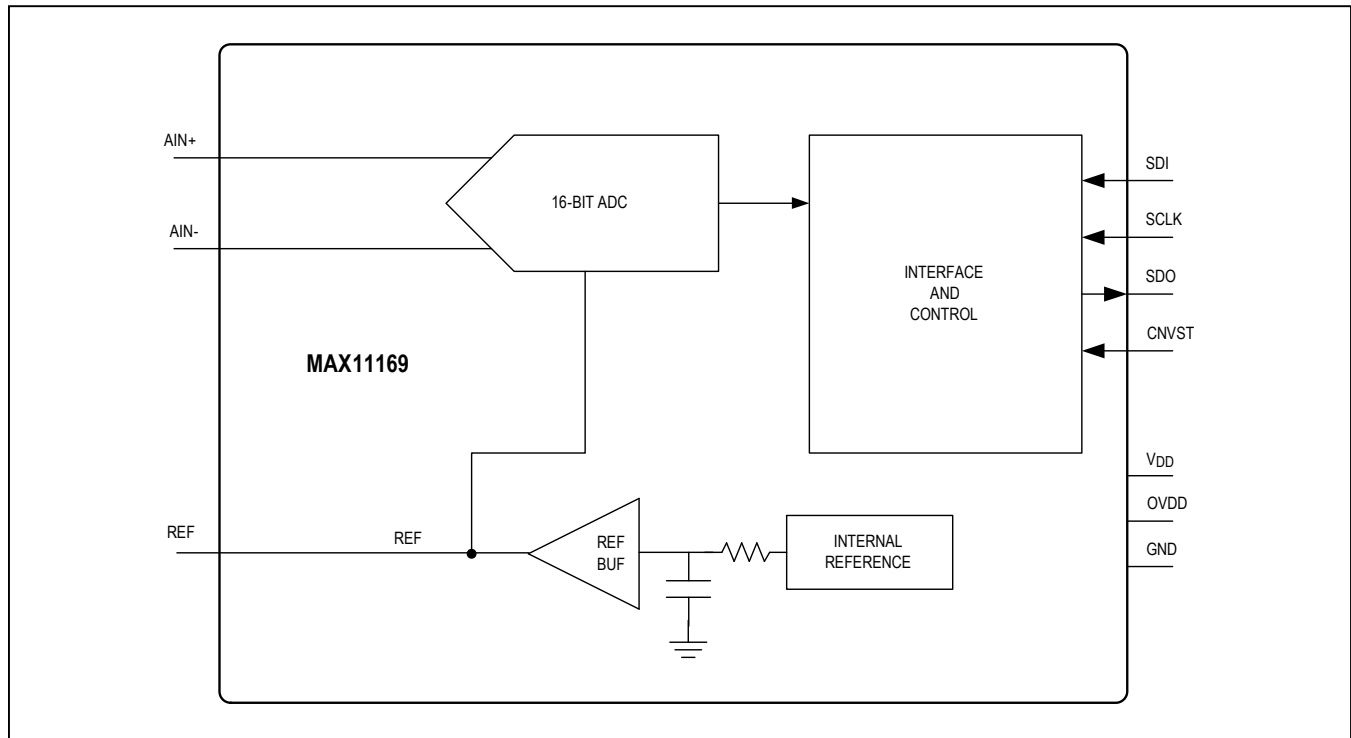 AIN+
AIN-
16-BIT ADC
INTERFACE
AND
CONTROL
SDI
SCLK
SDO
CNVST
MAX11169
VDD
OVDD
GND
REF
REF
REF
BUF
INTERNAL
REFERENCE